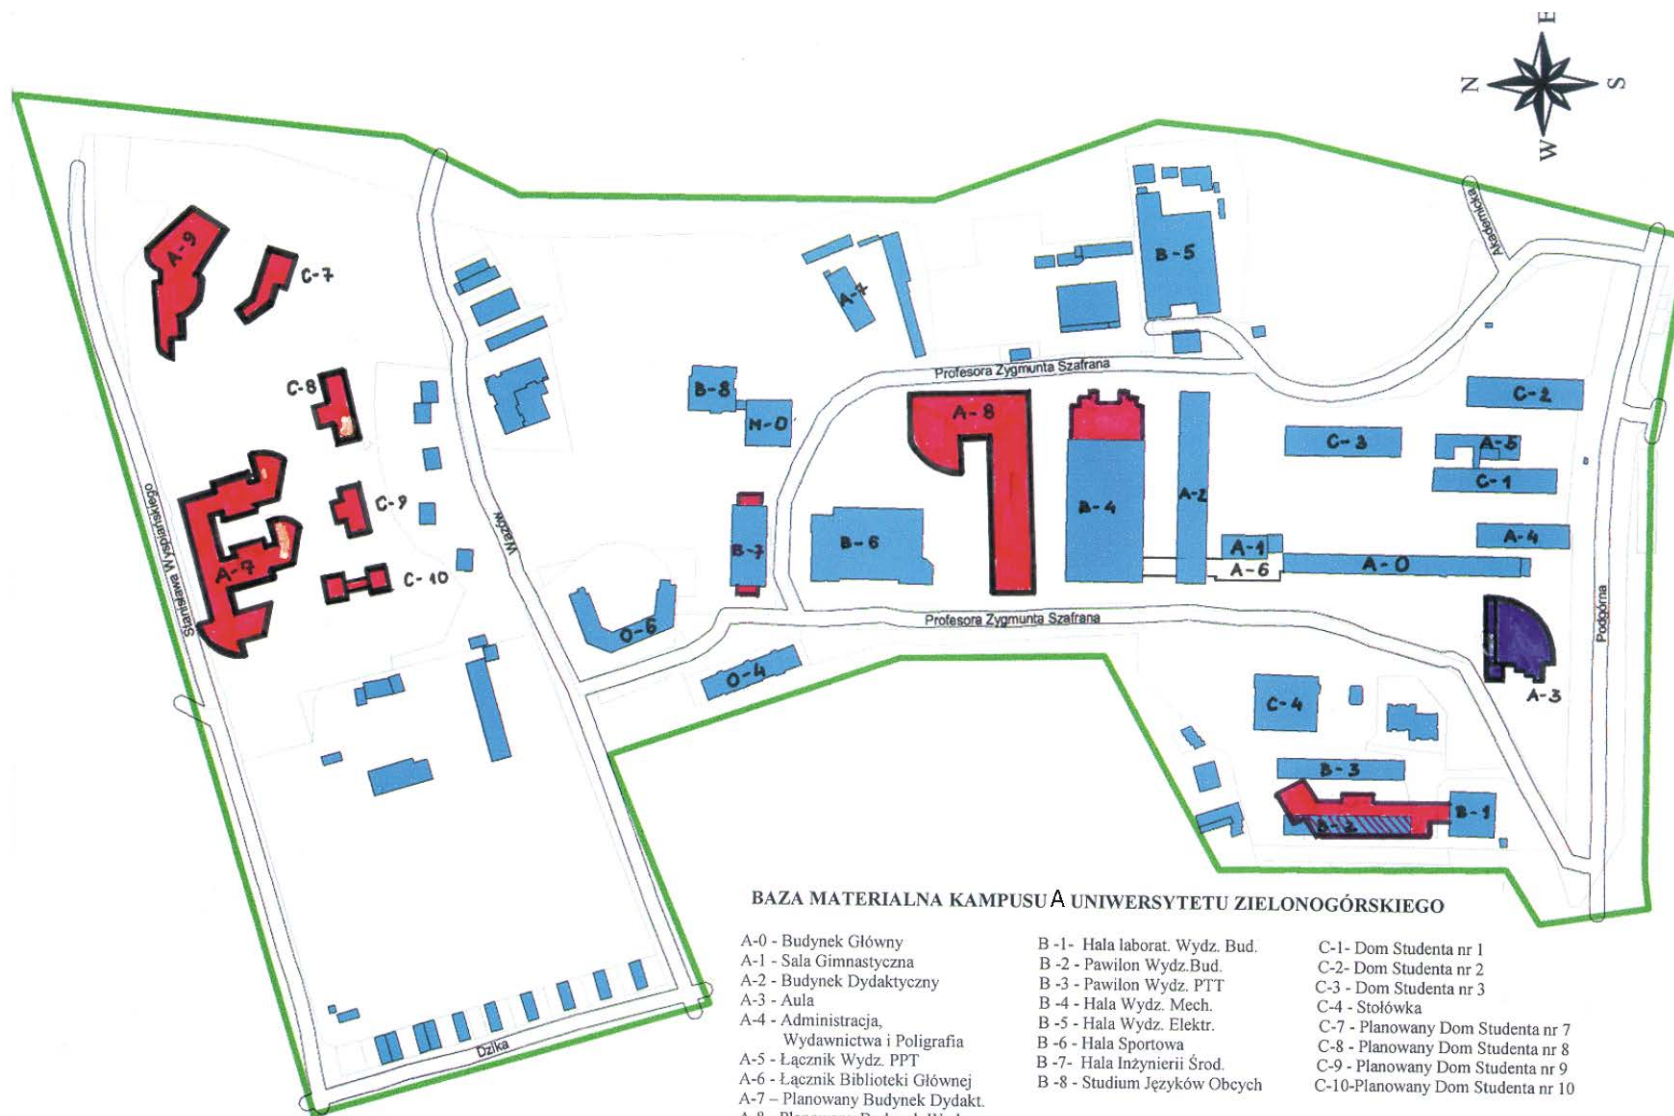 E
N
S
W
A-9
C-7
C-8
C-9
C-10
A-7
Stanisława Wyspiańskiego
Wazów
A-7
B-5
Akademicka
Profesora Zygmunta Szafrana
B-8
M-0
A-8
C-2
C-3
A-5
C-1
B-7
B-6
B-4
A-2
A-1
A-6
A-0
A-4
O-6
O-4
Profesora Zygmunta Szafrana
Podgórna
A-3
C-4
B-3
B-2
B-1
Dzika
BAZA MATERIALNA KAMPUSU A UNIWERSYTETU ZIELONOGÓRSKIEGO
A-0 - Budynek Główny
A-1 - Sala Gimnastyczna
A-2 - Budynek Dydaktyczny
A-3 - Aula
A-4 - Administracja,
Wydawnictwa i Poligrafia
A-5 - Łącznik Wydz. PPT
A-6 - Łącznik Biblioteki Głównej
A-7 – Planowany Budynek Dydakt.
B -1- Hala laborat. Wydz. Bud.
B -2 - Pawilon Wydz.Bud.
B -3 - Pawilon Wydz. PTT
B -4 - Hala Wydz. Mech.
B -5 - Hala Wydz. Elektr.
B -6 - Hala Sportowa
B -7- Hala Inżynierii Środ.
B -8 - Studium Języków Obcych
C-1- Dom Studenta nr 1
C-2- Dom Studenta nr 2
C-3 - Dom Studenta nr 3
C-4 - Stołówka
C-7 - Planowany Dom Studenta nr 7
C-8 - Planowany Dom Studenta nr 8
C-9 - Planowany Dom Studenta nr 9
C-10-Planowany Dom Studenta nr 10